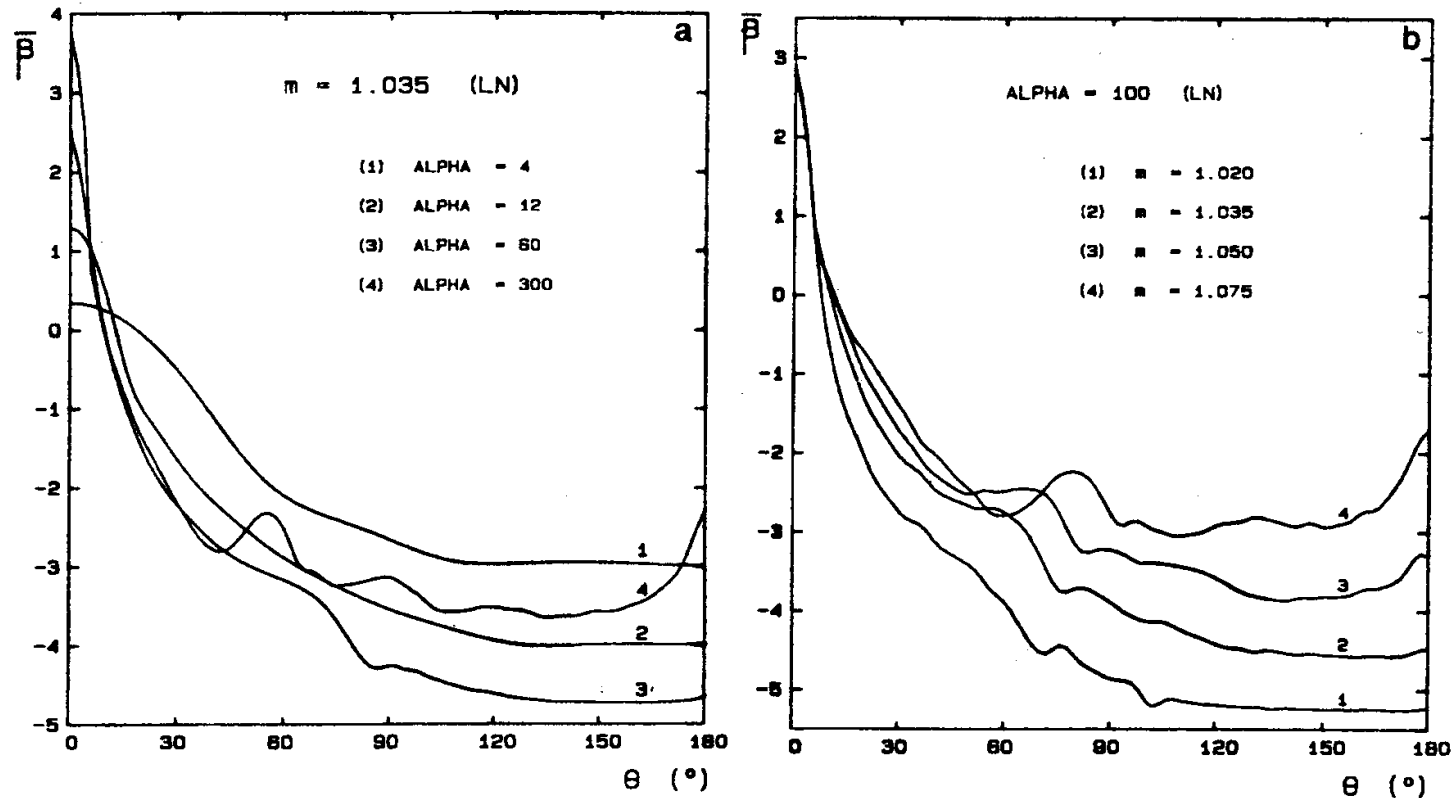 β̄
a
m = 1.035 (LN)
(1) ALPHA = 4
(2) ALPHA = 12
(3) ALPHA = 60
(4) ALPHA = 300
4
3
2
1
0
-1
-2
-3
-4
-5
1
4
2
3
0 30 60 90 120 150 180
θ (°)
β̄
b
ALPHA = 100 (LN)
(1) m = 1.020
(2) m = 1.035
(3) m = 1.050
(4) m = 1.075
3
2
1
0
-1
-2
-3
-4
-5
4
3
2
1
0 30 60 90 120 150 180
θ (°)